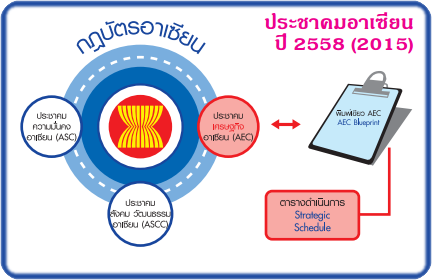 กฎบัตรอาเซียน
ประชาคมอาเซียน
ปี 2558 (2015)
ประชาคม
ความมั่นคง
อาเซียน (ASC)
ประชาคม
เศรษฐกิจ
อาเซียน (AEC)
พิมพ์เขียว AEC
AEC Blueprint
ประชาคม
สังคม วัฒนธรรม
อาเซียน (ASCC)
ตารางดำเนินการ
Strategic
Schedule